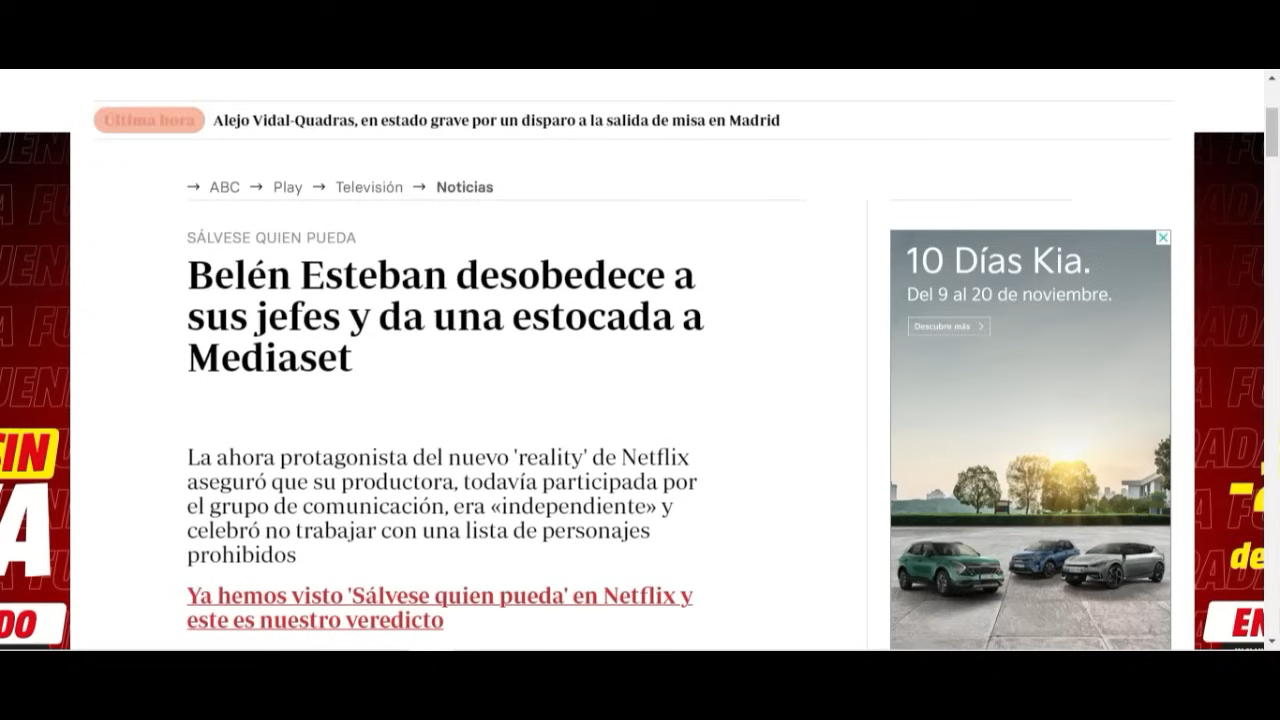 Última hora Alejo Vidal-Quadras, en estado grave por un disparo a la salida de misa en Madrid
→ ABC → Play → Televisión → Noticias
SÁLVESE QUIEN PUEDA
Belén Esteban desobedece a
sus jefes y da una estocada a
Mediaset
La ahora protagonista del nuevo 'reality' de Netflix
aseguró que su productora, todavía participada por
el grupo de comunicación, era «independiente» y
celebró no trabajar con una lista de personajes
prohibidos
Ya hemos visto 'Sálvese quien pueda' en Netflix y
este es nuestro veredicto
10 Días Kia.
Del 9 al 20 de noviembre.
Descubre más >
SIN
de